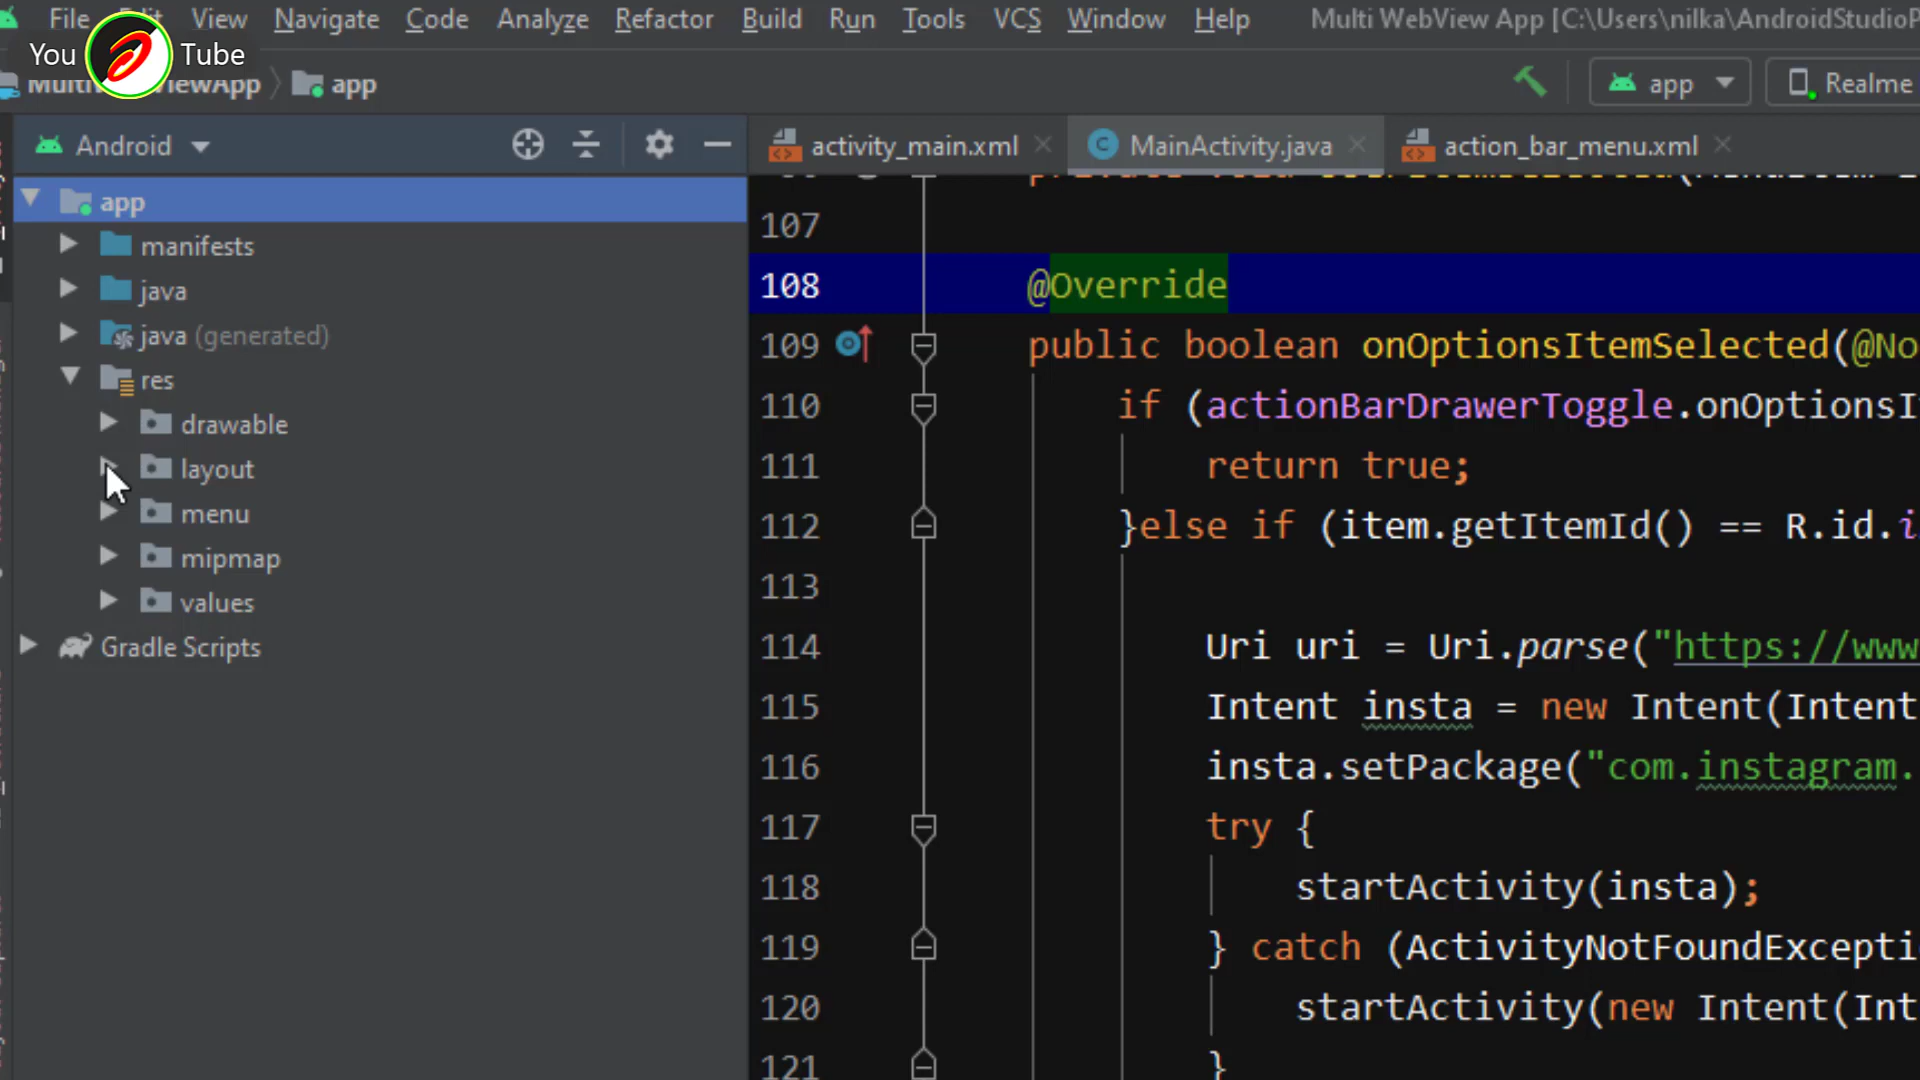 File Edit View Navigate Code Analyze Refactor Build Run Tools VCS Window Help Multi WebView App [C:\Users\nilka\AndroidStudioP
You Tube
app
app Realme
Android
activity_main.xml MainActivity.java action_bar_menu.xml
app
manifests
java
java (generated)
res
drawable
layout
menu
mipmap
values
Gradle Scripts
107
108 @Override
109 public boolean onOptionsItemSelected(@No
110 if (actionBarDrawerToggle.onOptionsI
111 return true;
112 }else if (item.getItemId() == R.id.i
113
114 Uri uri = Uri.parse("https://www
115 Intent insta = new Intent(Intent
116 insta.setPackage("com.instagram.
117 try {
118 startActivity(insta);
119 } catch (ActivityNotFoundExcepti
120 startActivity(new Intent(Int
121 }